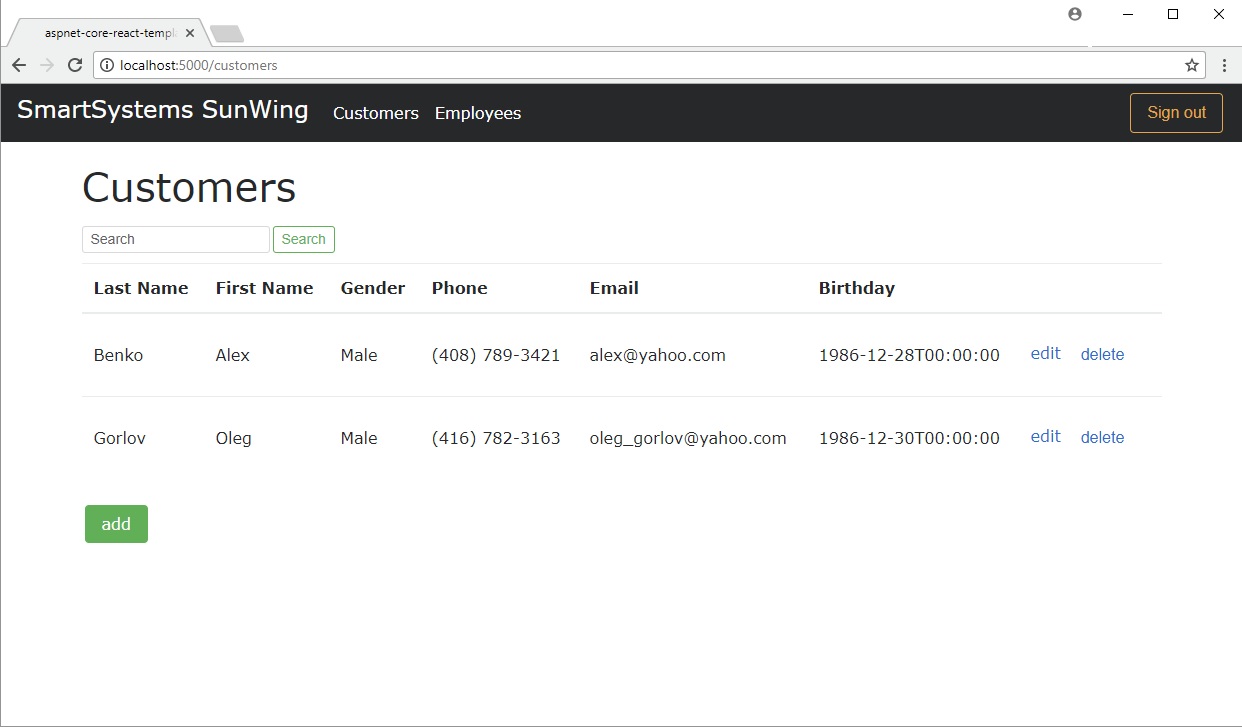 aspnet-core-react-templa
localhost:5000/customers
SmartSystems SunWing Customers Employees Sign out
Customers
Search Search
Last Name First Name Gender Phone Email Birthday
Benko Alex Male (408) 789-3421 alex@yahoo.com 1986-12-28T00:00:00 edit delete
Gorlov Oleg Male (416) 782-3163 oleg_gorlov@yahoo.com 1986-12-30T00:00:00 edit delete
add